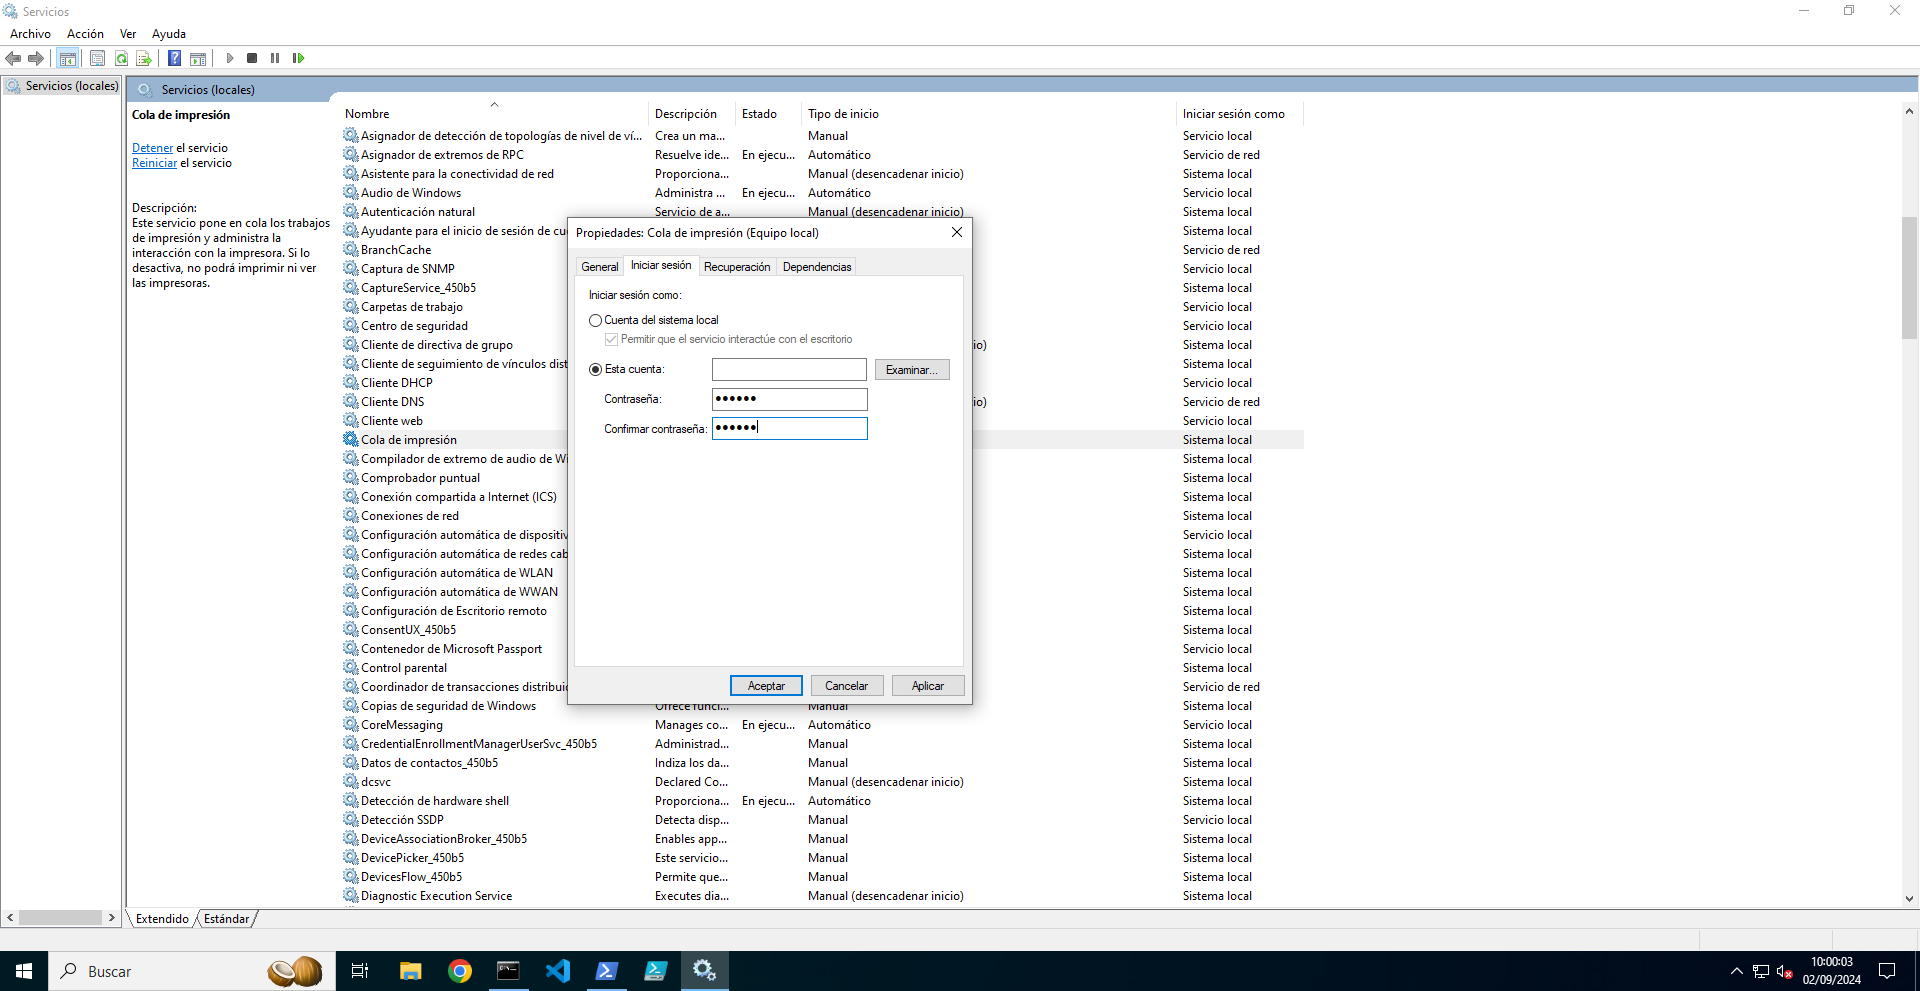 Servicios
Archivo Acción Ver Ayuda
Servicios (locales)
Servicios (locales)
Cola de impresión
Detener el servicio
Reiniciar el servicio
Descripción:
Este servicio pone en cola los trabajos
de impresión y administra la
interacción con la impresora. Si lo
desactiva, no podrá imprimir ni ver
las impresoras.
Nombre Descripción Estado Tipo de inicio Iniciar sesión como
Asignador de detección de topologías de nivel de ví... Crea un ma... Manual Servicio local
Asignador de extremos de RPC Resuelve ide... En ejecu... Automático Servicio de red
Asistente para la conectividad de red Proporciona... Manual (desencadenar inicio) Sistema local
Audio de Windows Administra ... En ejecu... Automático Servicio local
Autenticación natural Servicio de a... Manual (desencadenar inicio) Sistema local
Ayudante para el inicio de sesión de cu Sistema local
BranchCache Servicio de red
Captura de SNMP Servicio local
CaptureService_450b5 Sistema local
Carpetas de trabajo Servicio local
Centro de seguridad Servicio local
Cliente de directiva de grupo io) Sistema local
Cliente de seguimiento de vínculos dist Sistema local
Cliente DHCP Servicio local
Cliente DNS io) Servicio de red
Cliente web Servicio local
Cola de impresión Sistema local
Compilador de extremo de audio de Wi Sistema local
Comprobador puntual Sistema local
Conexión compartida a Internet (ICS) Sistema local
Conexiones de red Sistema local
Configuración automática de dispositiv Servicio local
Configuración automática de redes cab Sistema local
Configuración automática de WLAN Sistema local
Configuración automática de WWAN Sistema local
Configuración de Escritorio remoto Sistema local
ConsentUX_450b5 Sistema local
Contenedor de Microsoft Passport Servicio local
Control parental Sistema local
Coordinador de transacciones distribuid Servicio de red
Copias de seguridad de Windows Ofrece funci... Manual Sistema local
CoreMessaging Manages co... En ejecu... Automático Servicio local
CredentialEnrollmentManagerUserSvc_450b5 Administrad... Manual Sistema local
Datos de contactos_450b5 Indiza los da... Manual Sistema local
dcsvc Declared Co... Manual (desencadenar inicio) Sistema local
Detección de hardware shell Proporciona... En ejecu... Automático Sistema local
Detección SSDP Detecta disp... Manual Servicio local
DeviceAssociationBroker_450b5 Enables app... Manual Sistema local
DevicePicker_450b5 Este servicio... Manual Sistema local
DevicesFlow_450b5 Permite que... Manual Sistema local
Diagnostic Execution Service Executes dia... Manual (desencadenar inicio) Sistema local
Propiedades: Cola de impresión (Equipo local)
General Iniciar sesión Recuperación Dependencias
Iniciar sesión como:
Cuenta del sistema local
Permitir que el servicio interactúe con el escritorio
Esta cuenta: Examinar...
Contraseña: ••••••
Confirmar contraseña: ••••••
Aceptar Cancelar Aplicar
Extendido Estándar
Buscar
10:00:03
02/09/2024